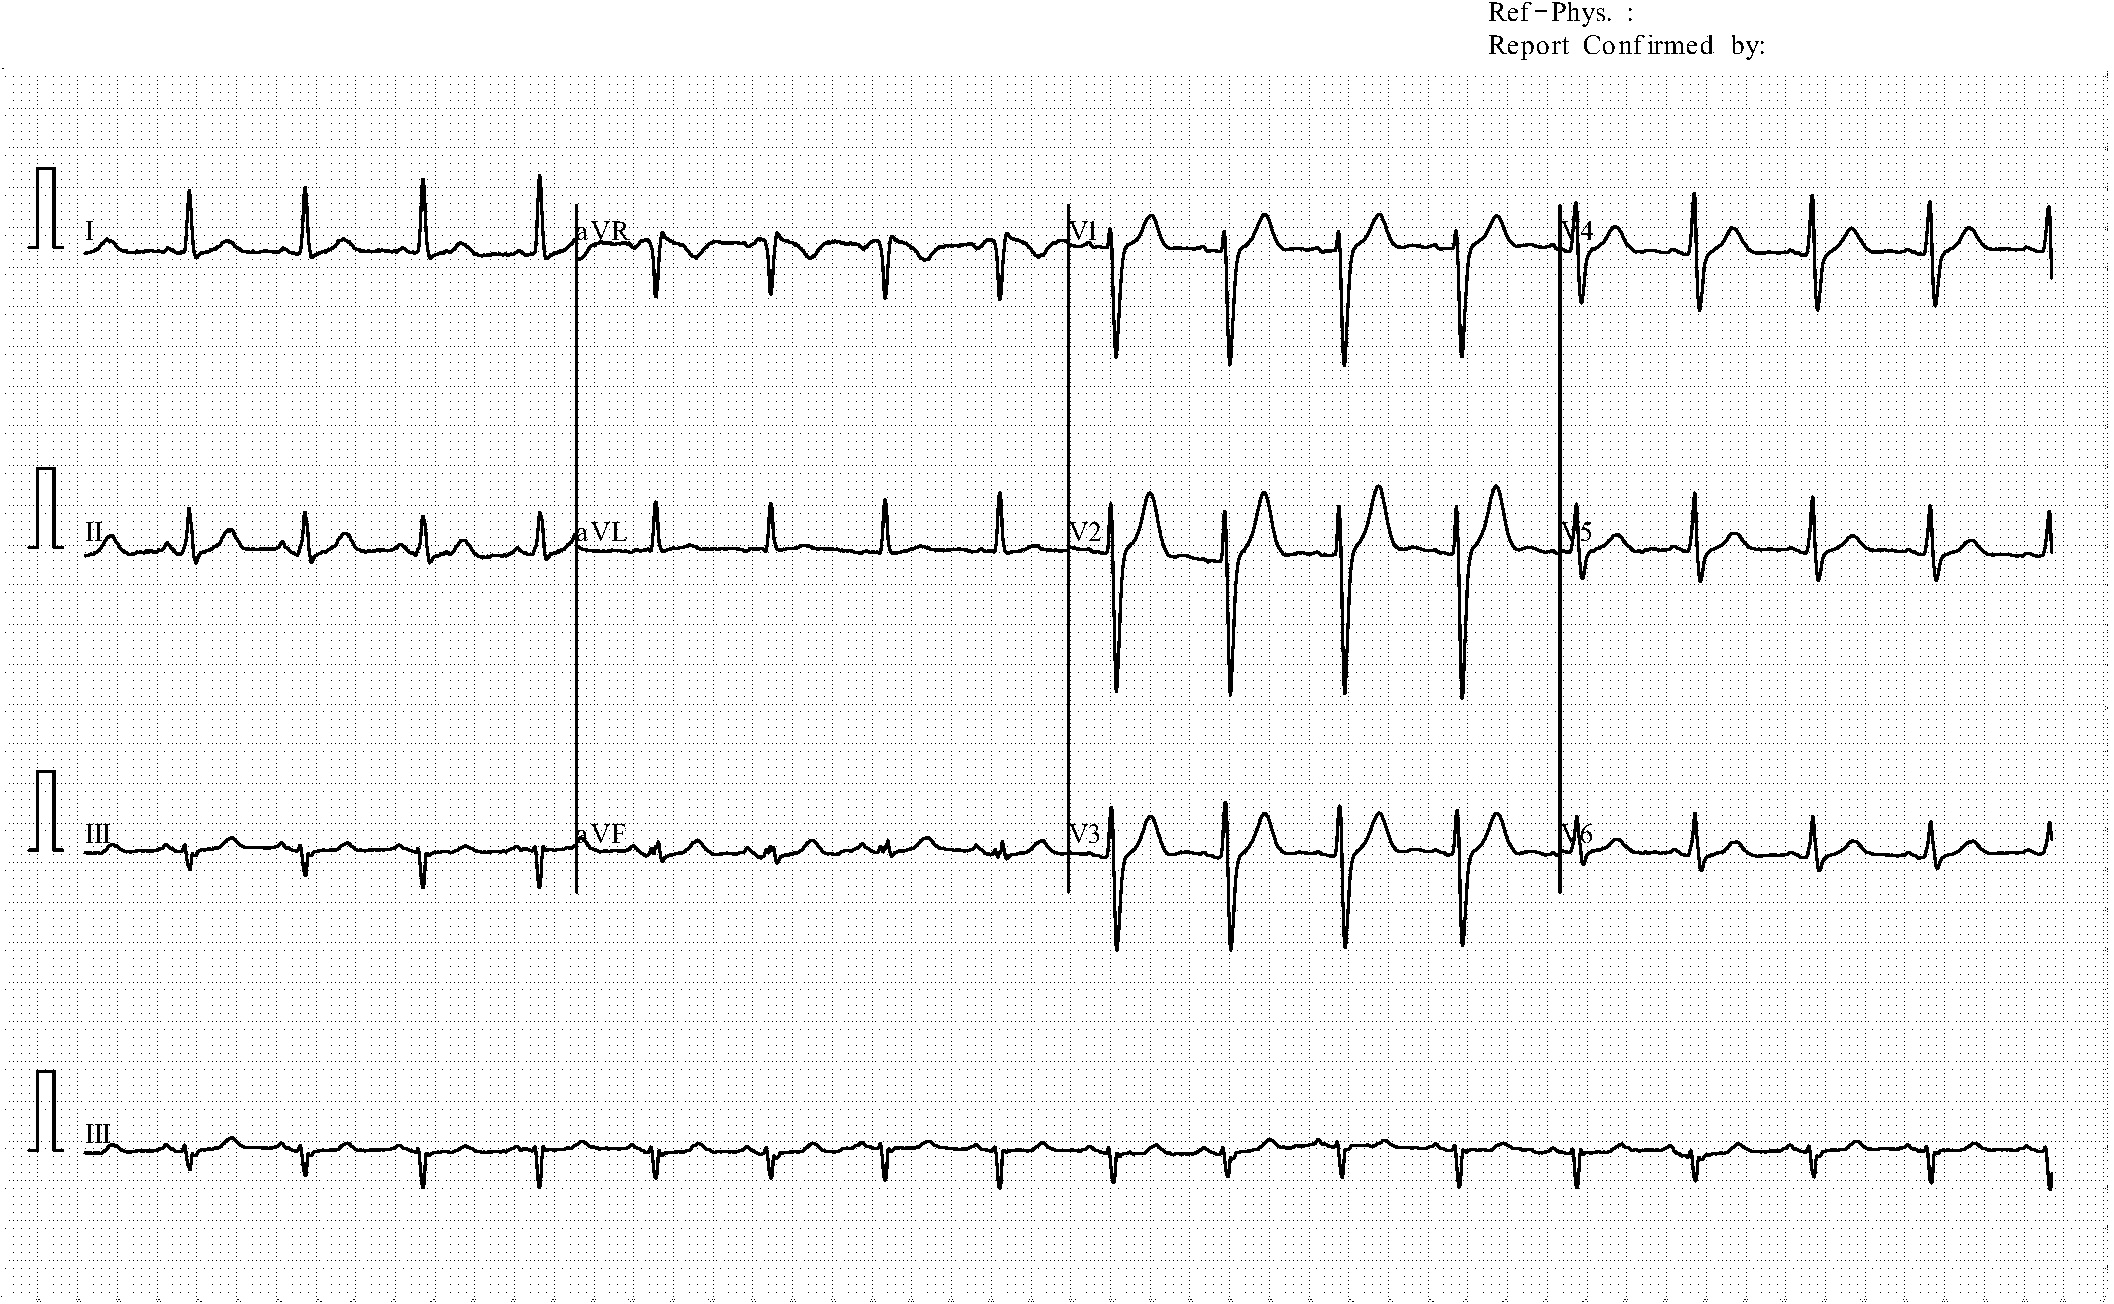 Ref-Phys. :
Report Confirmed by:
I
aVR
V1
V4
II
aVL
V2
V5
III
aVF
V3
V6
III